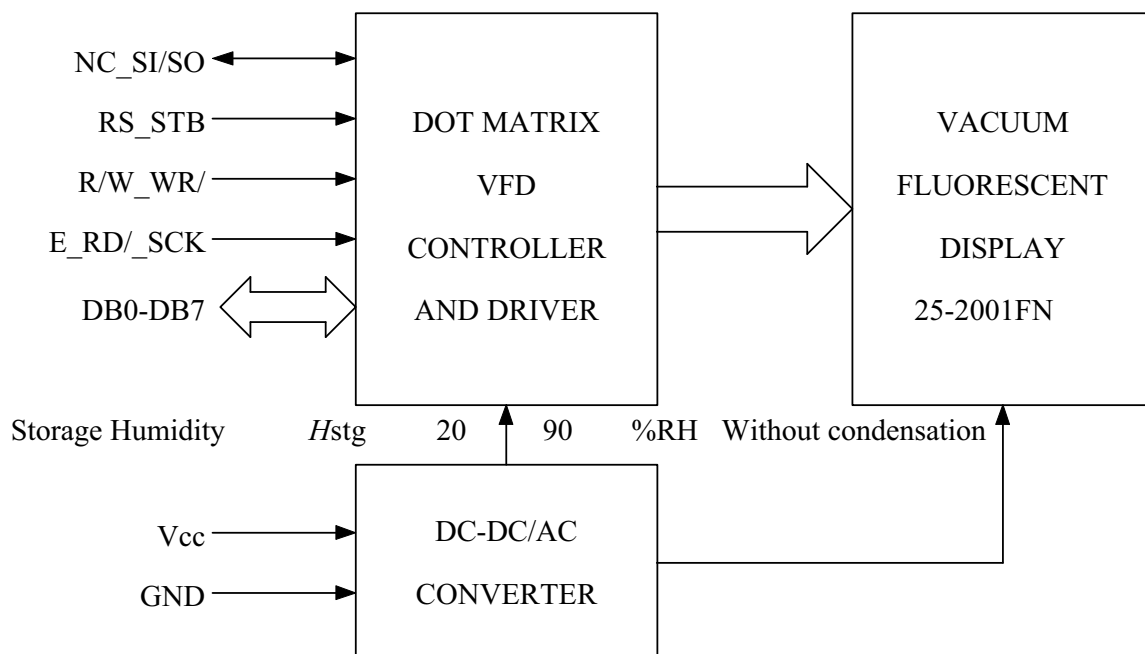 NC_SI/SO
RS_STB
R/W_WR/
E_RD/_SCK
DB0-DB7
DOT MATRIX
VFD
CONTROLLER
AND DRIVER
VACUUM
FLUORESCENT
DISPLAY
25-2001FN
Storage Humidity Hstg 20 90 %RH Without condensation
Vcc
GND
DC-DC/AC
CONVERTER